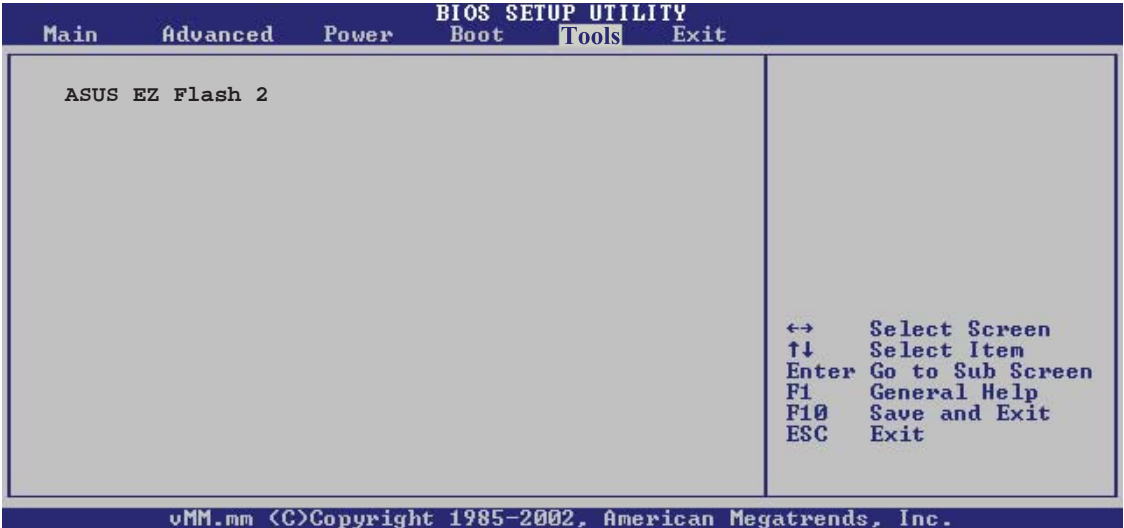 BIOS SETUP UTILITY
Main Advanced Power Boot Tools Exit
ASUS EZ Flash 2
←→ Select Screen
↑↓ Select Item
Enter Go to Sub Screen
F1 General Help
F10 Save and Exit
ESC Exit
vMM.mm (C)Copyright 1985-2002, American Megatrends, Inc.